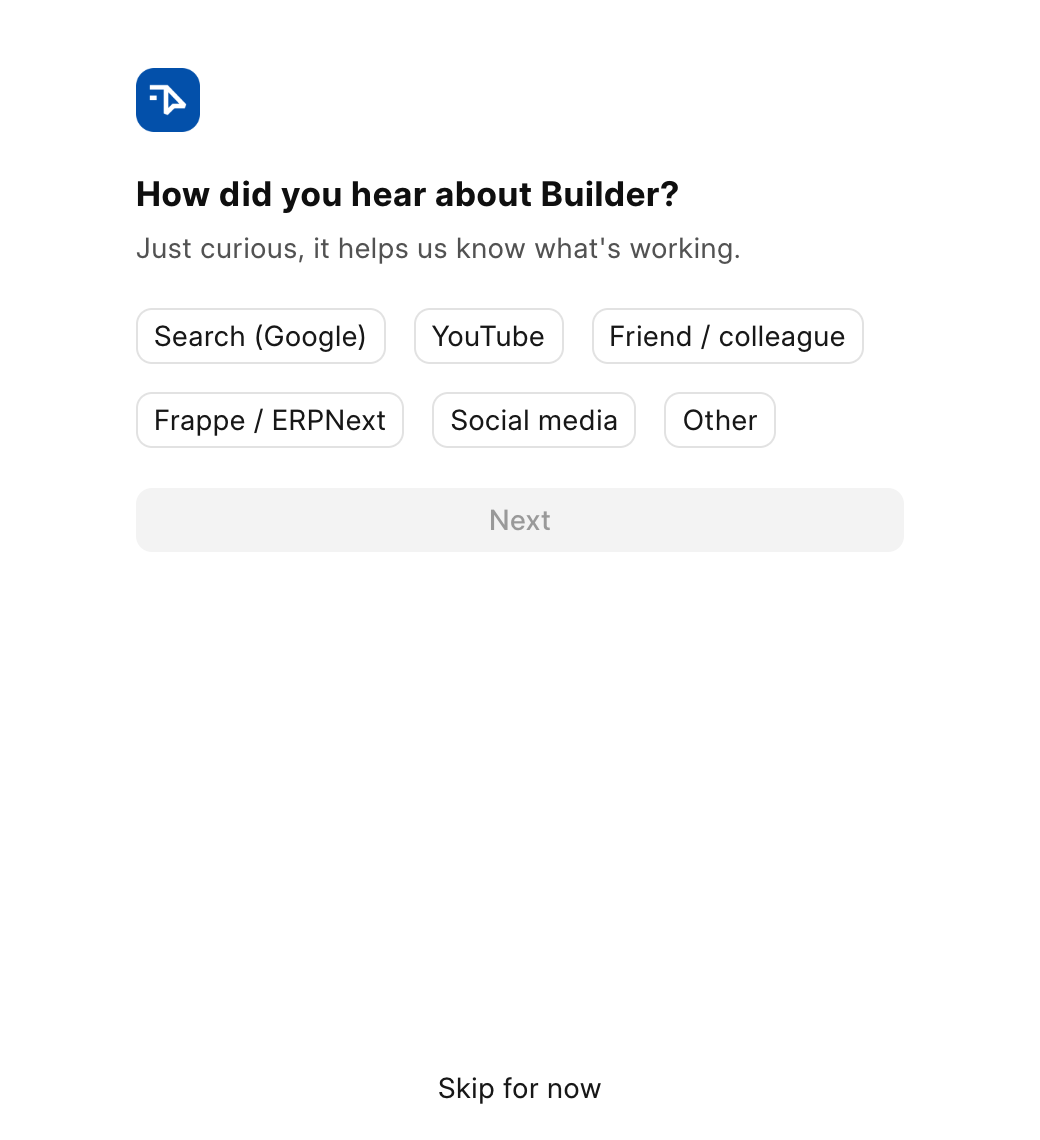 How did you hear about Builder?
Just curious, it helps us know what's working.
Search (Google) YouTube Friend / colleague
Frappe / ERPNext Social media Other
Next
Skip for now